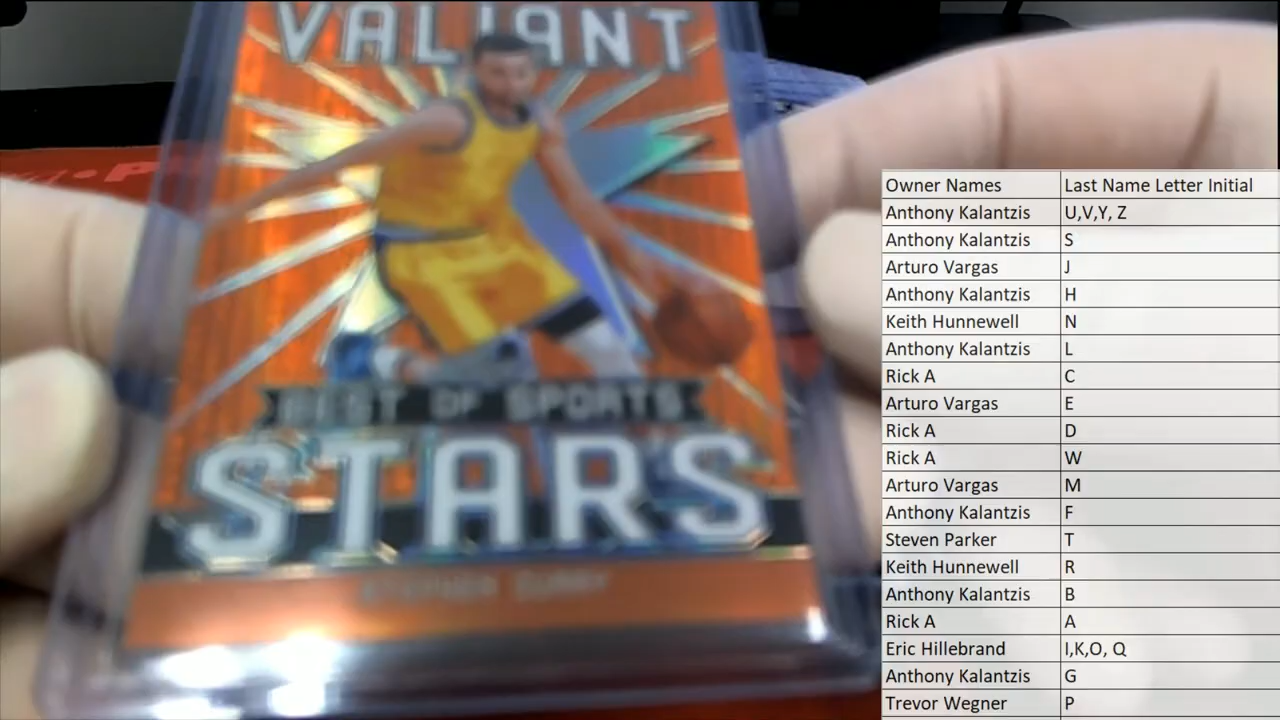 VALIANT
BEST OF SPORTS
STARS
STEPHEN CURRY
Owner Names Last Name Letter Initial
Anthony Kalantzis U,V,Y, Z
Anthony Kalantzis S
Arturo Vargas J
Anthony Kalantzis H
Keith Hunnewell N
Anthony Kalantzis L
Rick A C
Arturo Vargas E
Rick A D
Rick A W
Arturo Vargas M
Anthony Kalantzis F
Steven Parker T
Keith Hunnewell R
Anthony Kalantzis B
Rick A A
Eric Hillebrand I,K,O, Q
Anthony Kalantzis G
Trevor Wegner P